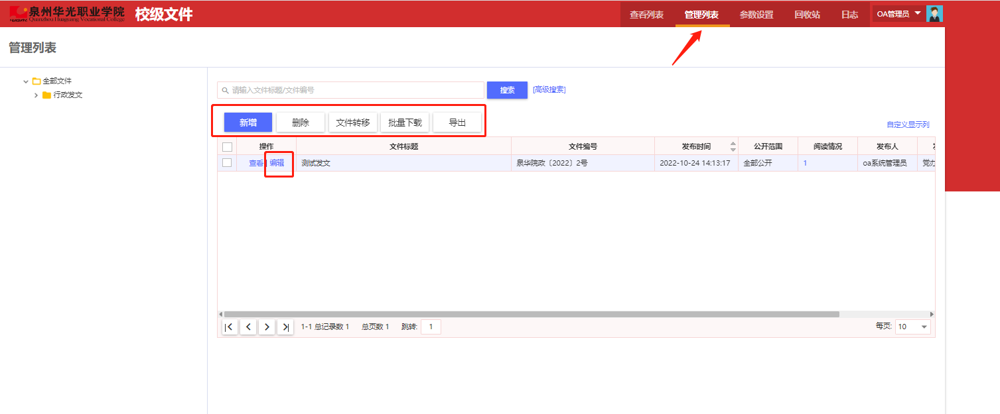 泉州华光职业学院 校级文件
Quanzhou Huaguang Vocational College
查看列表 管理列表 参数设置 回收站 日志 OA管理员
管理列表
全部文件
行政发文
请输入文件标题/文件编号 搜索 [高级搜索]
新增 删除 文件转移 批量下载 导出
自定义显示列
操作 文件标题 文件编号 发布时间 公开范围 阅读情况 发布人
查看 编辑 测试发文 泉华院政〔2022〕2号 2022-10-24 14:13:17 全部公开 1 oa系统管理员 党办
1-1 总记录数 1 总页数 1 跳转: 1 每页: 10